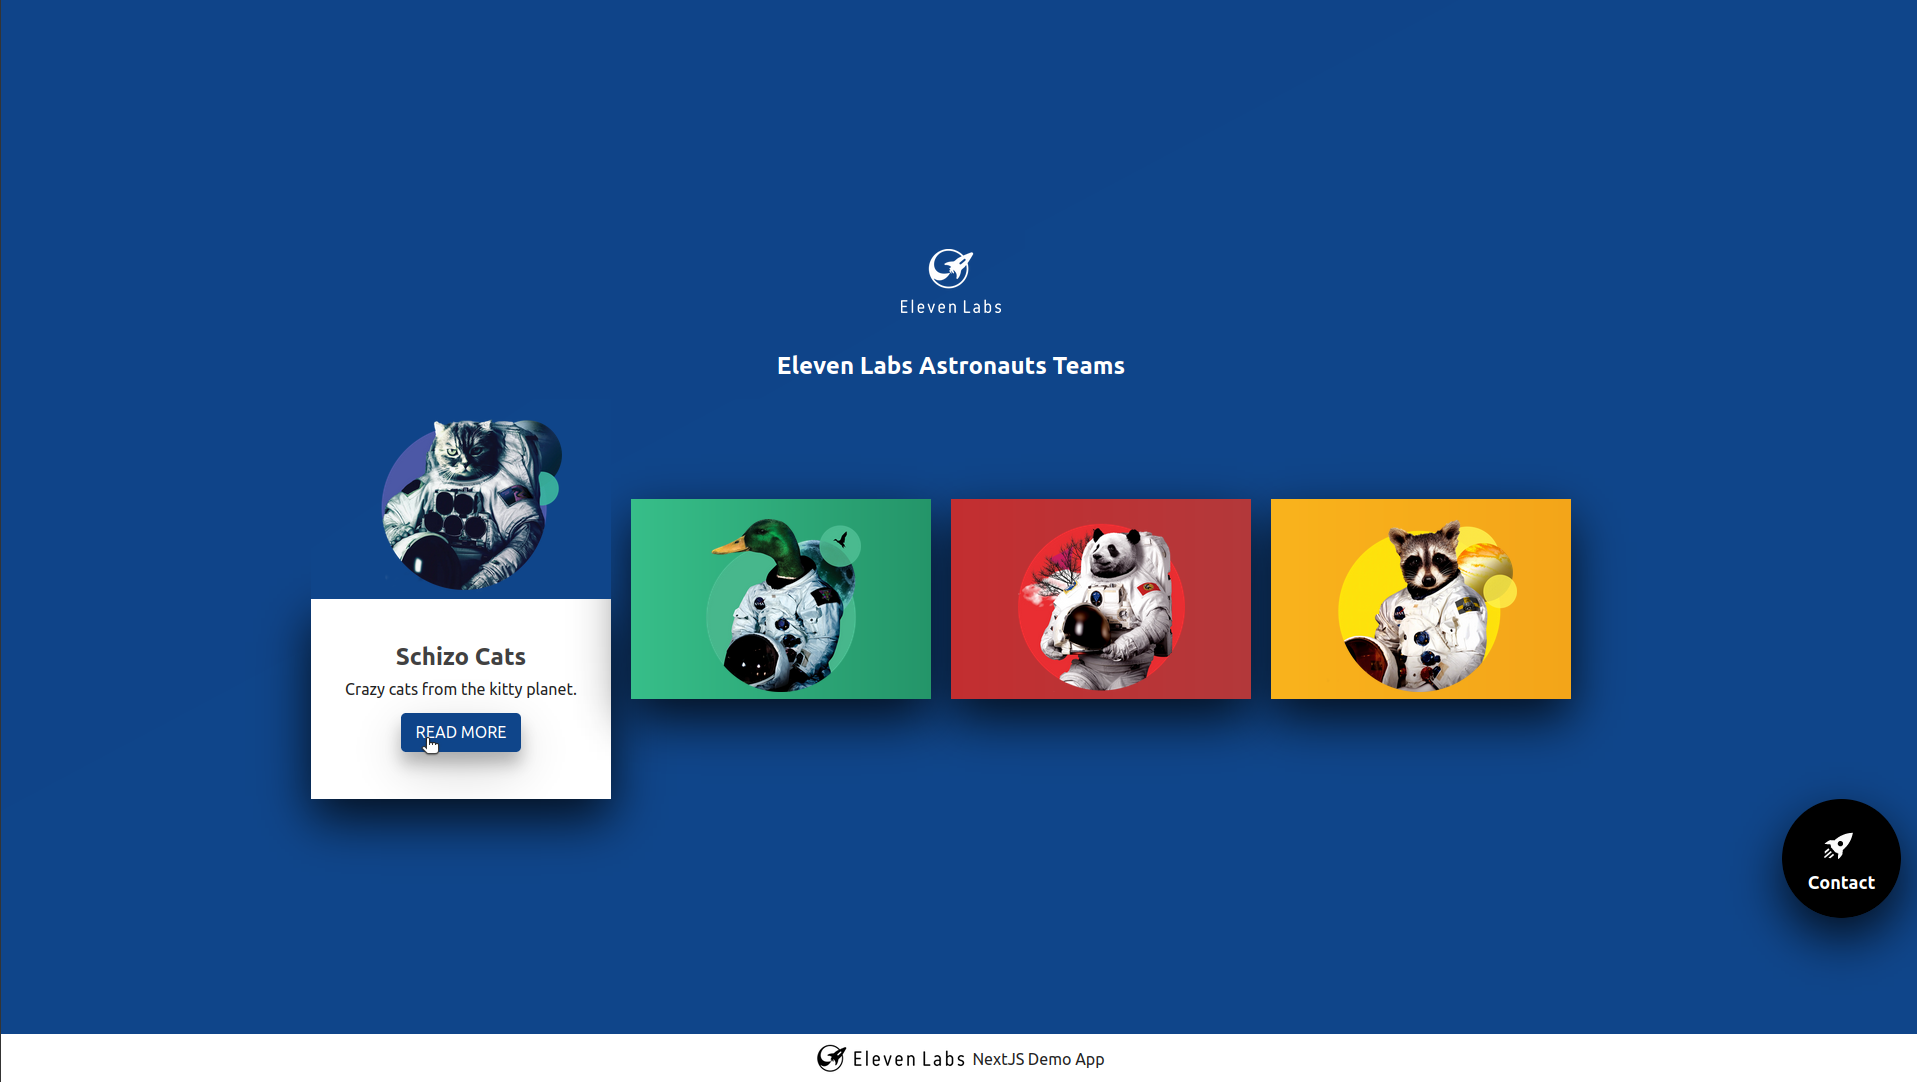 Eleven Labs
Eleven Labs Astronauts Teams
Schizo Cats
Crazy cats from the kitty planet.
READ MORE
Contact
Eleven Labs NextJS Demo App